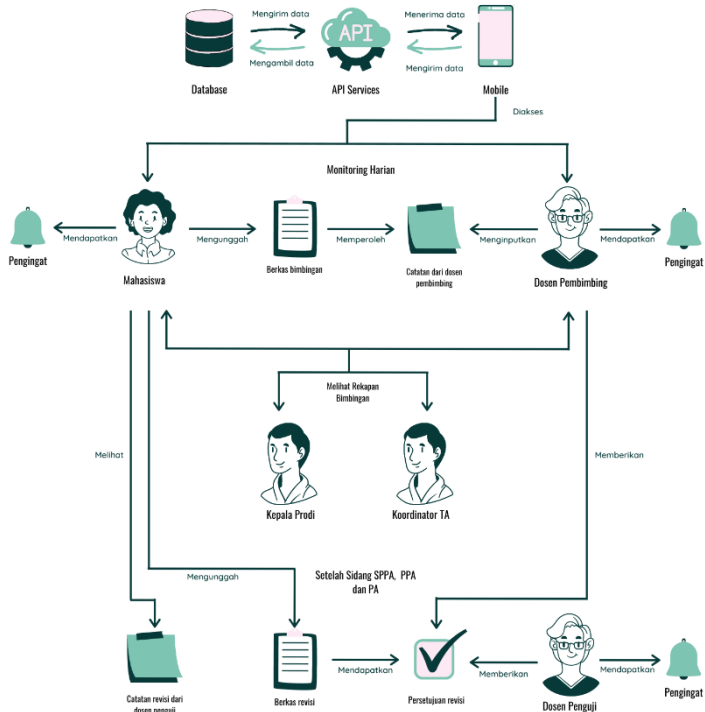 Mengirim data
Menerima data
API
Mengambil data
Mengirim data
Database
API Services
Mobile
Diakses
Monitoring Harian
Mendapatkan
Mengunggah
Memperoleh
Menginputkan
Mendapatkan
Pengingat
Mahasiswa
Berkas bimbingan
Catatan dari dosen
pembimbing
Dosen Pembimbing
Pengingat
Melihat Rekapan
Bimbingan
Melihat
Memberikan
Kepala Prodi
Koordinator TA
Mengunggah
Setelah Sidang SPPA, PPA
dan PA
Mendapatkan
Memberikan
Mendapatkan
Catatan revisi dari
dosen penguji
Berkas revisi
Persetujuan revisi
Dosen Penguji
Pengingat